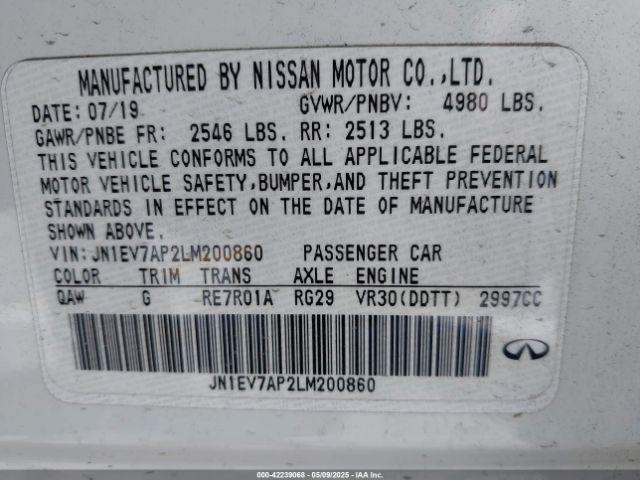 MANUFACTURED BY NISSAN MOTOR CO.,LTD.
DATE: 07/19 GVWR/PNBV: 4980 LBS.
GAWR/PNBE FR: 2546 LBS. RR: 2513 LBS.
THIS VEHICLE CONFORMS TO ALL APPLICABLE FEDERAL
MOTOR VEHICLE SAFETY,BUMPER,AND THEFT PREVENTION
STANDARDS IN EFFECT ON THE DATE OF MANUFACTURE
SHOWN ABOVE.
VIN: JN1EV7AP2LM200860 PASSENGER CAR
COLOR TRIM TRANS AXLE ENGINE
QAW G RE7R01A RG29 VR30(DDTT) 2997CC
JN1EV7AP2LM200860
000-42239068 05/09/2025 IAAI.COM